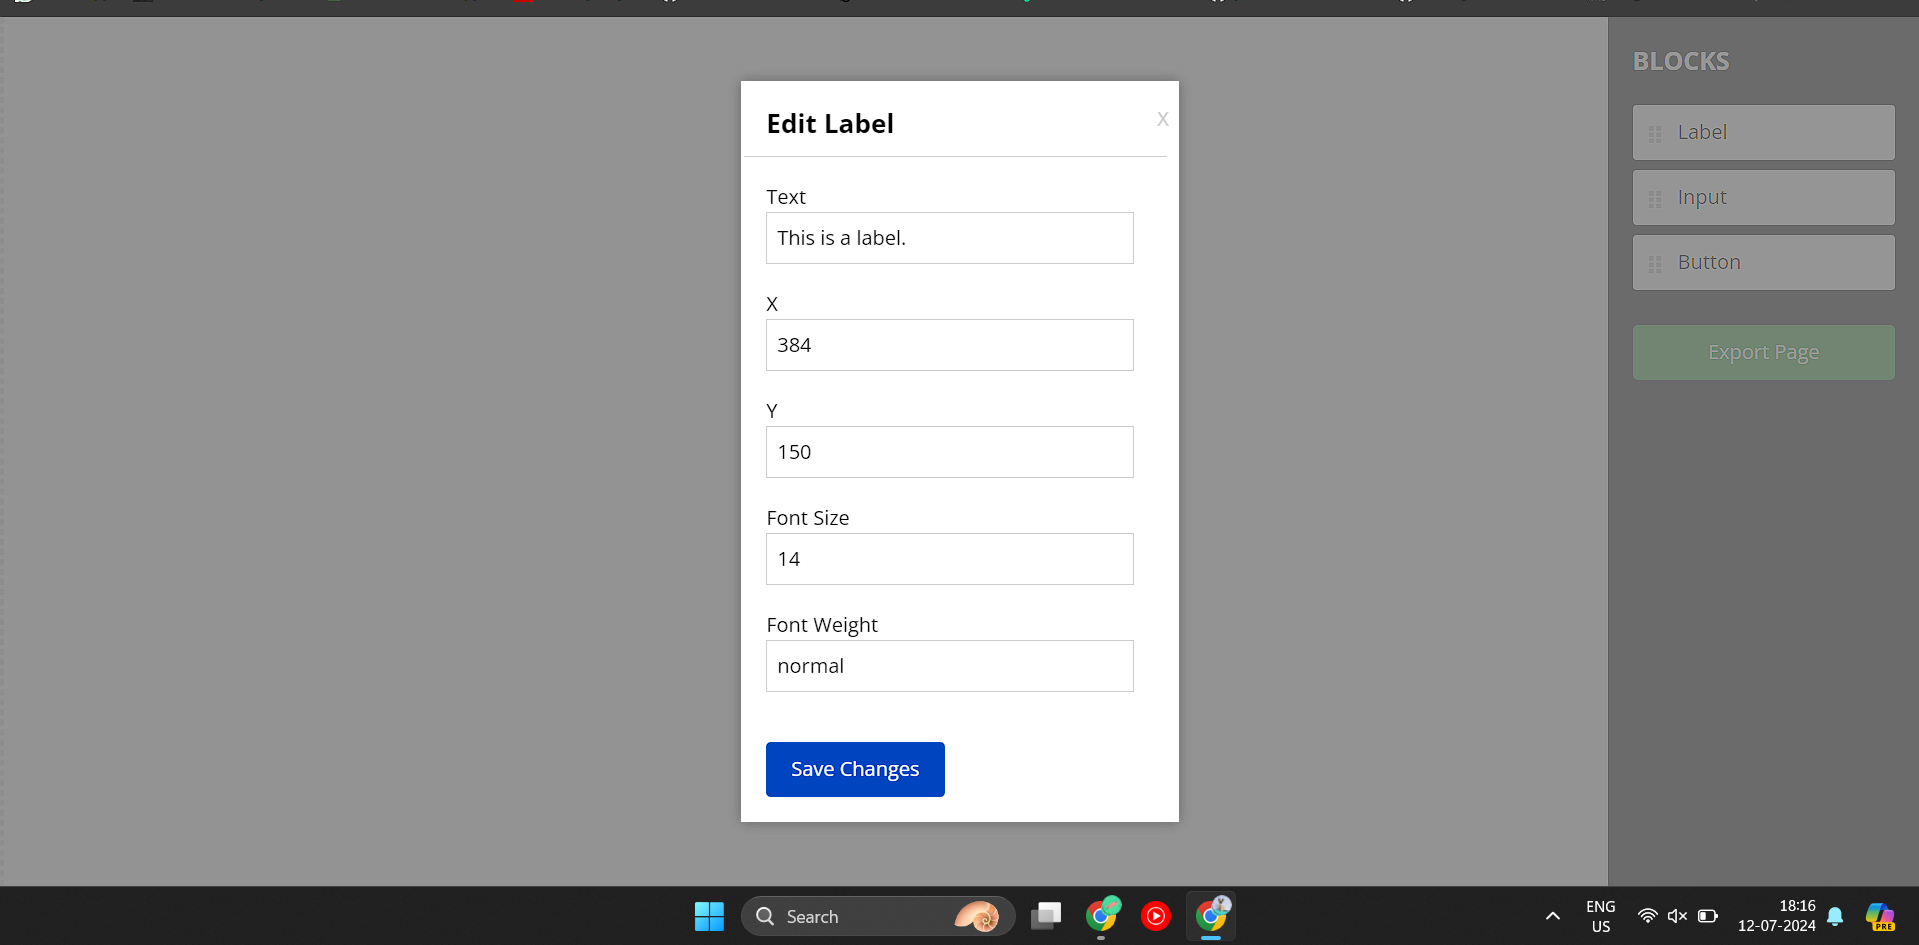 BLOCKS
Edit Label
X
Label
Text
Input
This is a label.
Button
X
384
Export Page
Y
150
Font Size
14
Font Weight
normal
Save Changes
Search
ENG
US
18:16
12-07-2024
PRE